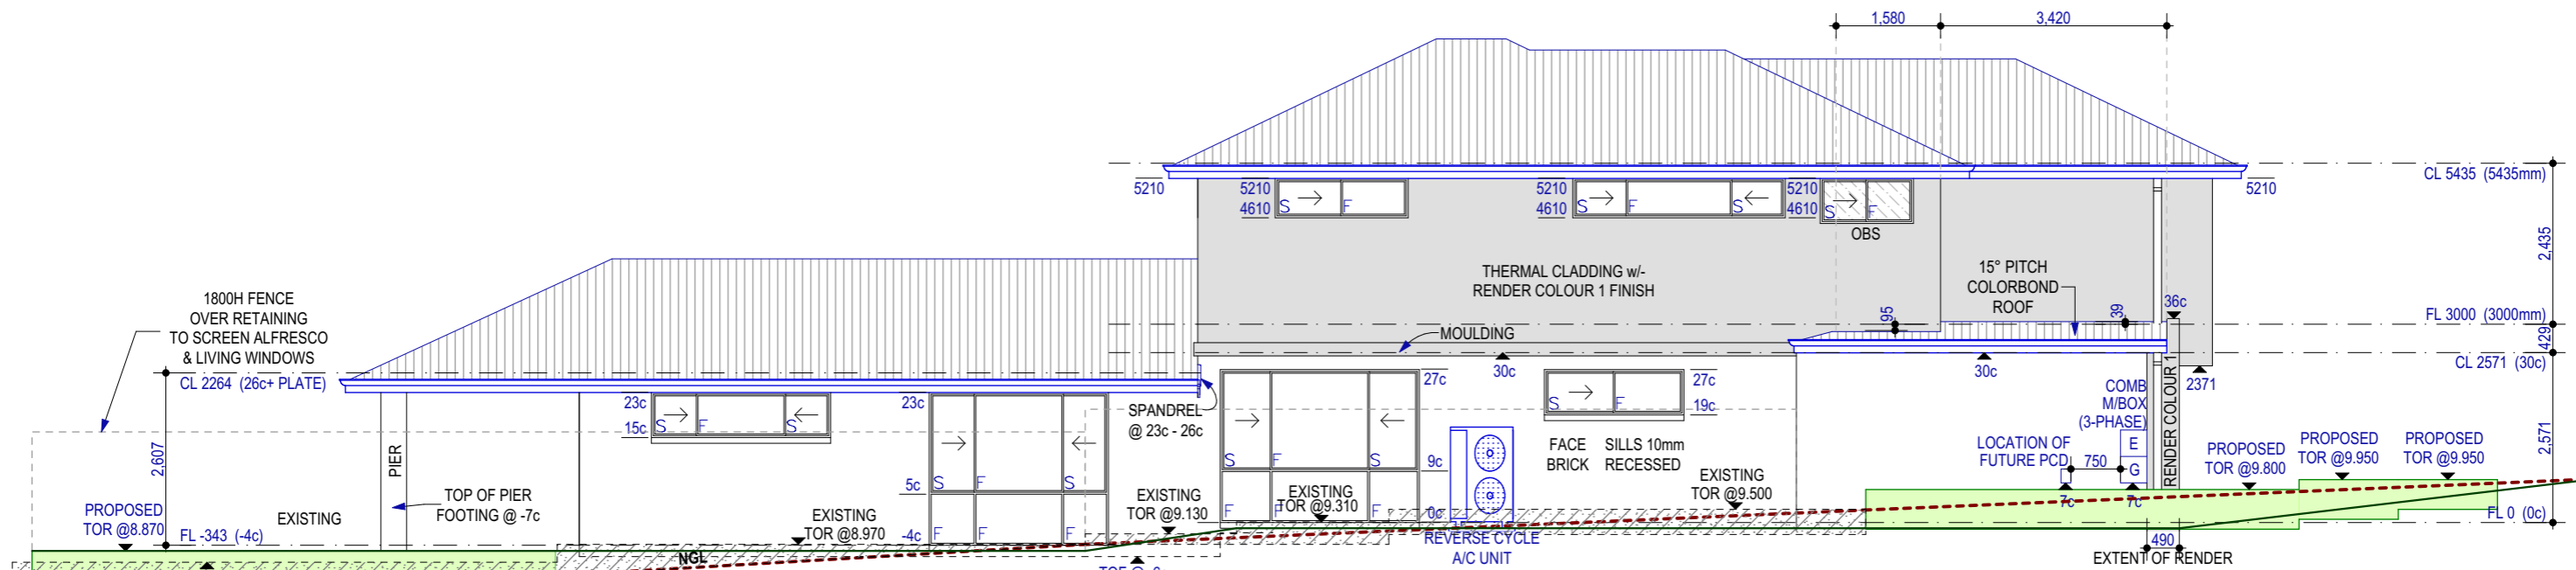 1,580
3,420
5210
5210
4610
5210
4610
5210
4610
OBS
5210
CL 5435 (5435mm)
2,435
THERMAL CLADDING w/-
RENDER COLOUR 1 FINISH
15° PITCH
COLORBOND
ROOF
95
39
36c
FL 3000 (3000mm)
429
CL 2571 (30c)
2371
1800H FENCE
OVER RETAINING
TO SCREEN ALFRESCO
& LIVING WINDOWS
CL 2264 (26c+ PLATE)
MOULDING
30c
30c
2,607
PIER
23c
15c
23c
5c
-4c
SPANDREL
@ 23c - 26c
27c
9c
0c
27c
19c
S F
S F S
S F
S F S
S F S
F F F
S F S
F F
S F
FACE
BRICK
SILLS 10mm
RECESSED
COMB
M/BOX
(3-PHASE)
E
G
LOCATION OF
FUTURE PCD
750
7c
7c
RENDER COLOUR 1
2,571
PROPOSED
TOR @9.800
PROPOSED
TOR @9.950
PROPOSED
TOR @9.950
FL 0 (0c)
490
EXTENT OF RENDER
PROPOSED
TOR @8.870
FL -343 (-4c)
EXISTING
TOP OF PIER
FOOTING @ -7c
EXISTING
TOR @8.970
NGL
EXISTING
TOR @9.130
EXISTING
TOR @9.310
EXISTING
TOR @9.500
REVERSE CYCLE
A/C UNIT